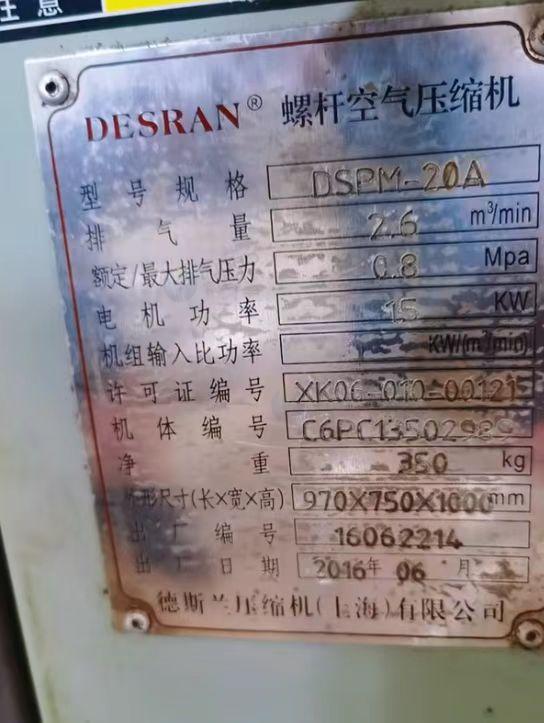 注意
DESRAN® 螺杆空气压缩机
型号规格 DSPM-20A
排气量 2.6 m³/min
额定/最大排气压力 0.8 Mpa
电机功率 15 KW
机组输入比功率 KW/(m³/min)
许可证编号 XK06-010-00121
机体编号 C6PC13502989
净重 350 kg
外形尺寸(长×宽×高) 970X750X1000mm
出厂编号 16062214
出厂日期 2016年 06 月
德斯兰压缩机(上海)有限公司